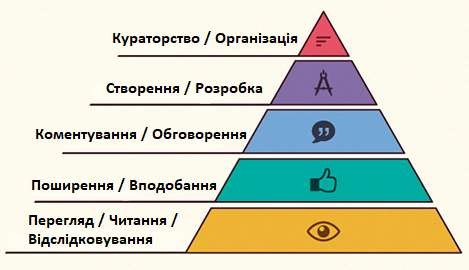 Кураторство / Організація
Створення / Розробка
Коментування / Обговорення
Поширення / Вподобання
Перегляд / Читання /
Відслідковування